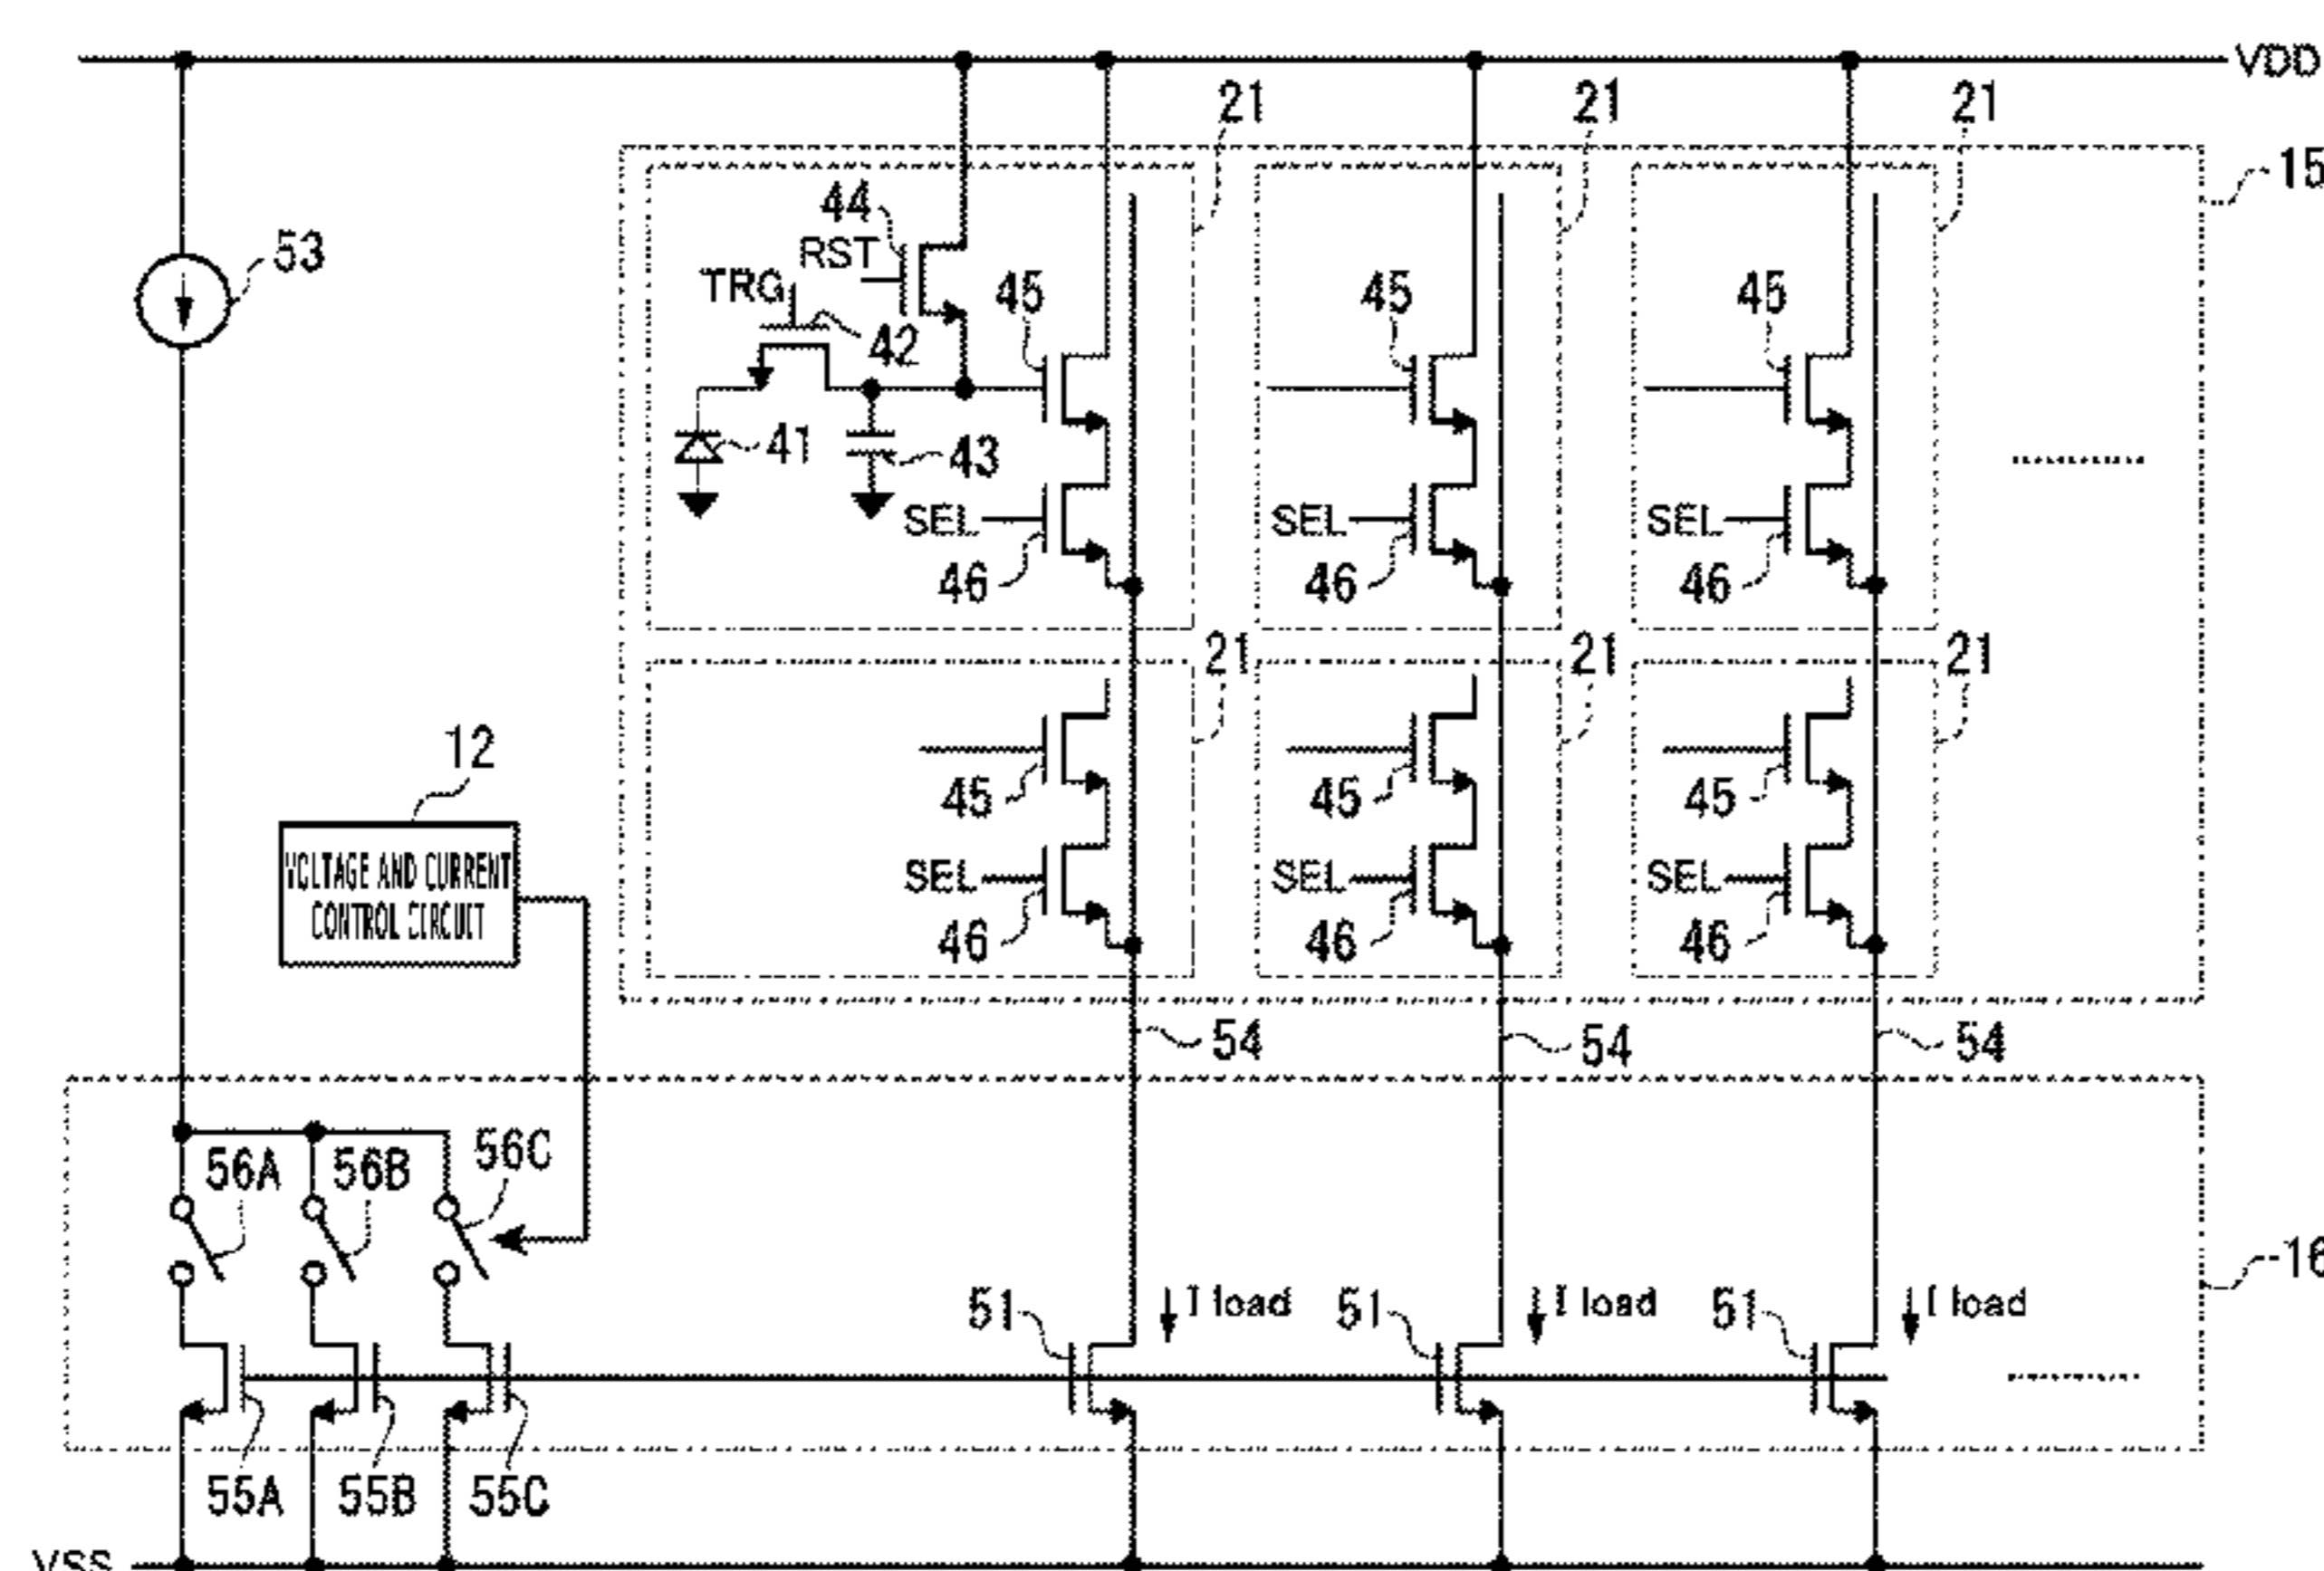 VDD
21 21 21
15
44
RST
53
TRG
45 45 45
42
41 43
SEL SEL SEL
46 46 46
21 21 21
12
VOLTAGE AND CURRENT
CONTROL CIRCUIT
45 45 45
SEL SEL SEL
46 46 46
54 54 54
56A 56B 56C
16
51 I load 51 I load 51 I load
55A 55B 55C
VSS